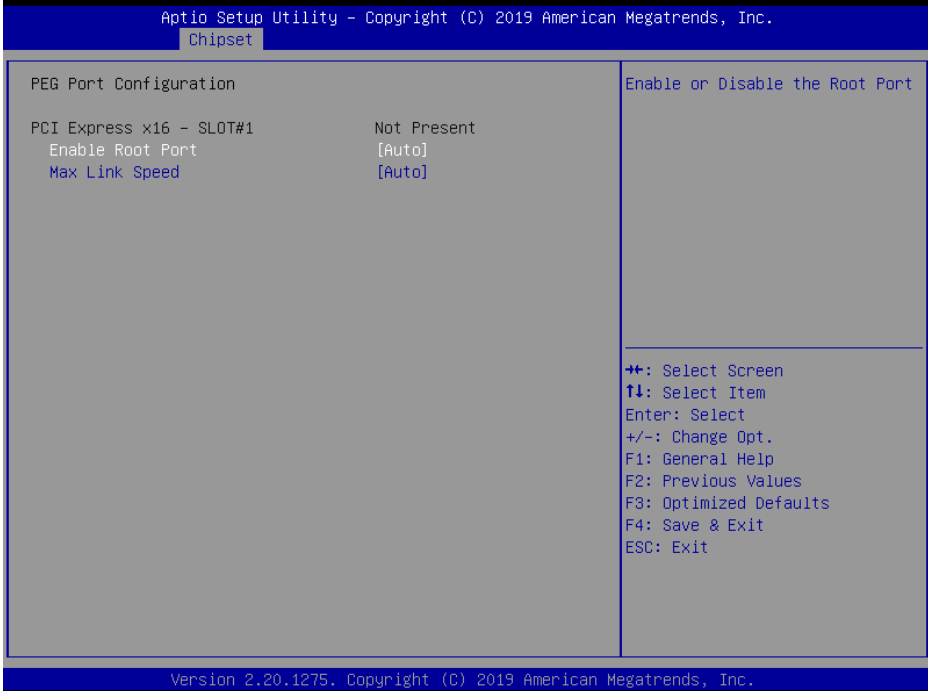 Aptio Setup Utility – Copyright (C) 2019 American Megatrends, Inc.
Chipset
PEG Port Configuration
PCI Express x16 – SLOT#1 Not Present
Enable Root Port [Auto]
Max Link Speed [Auto]
Enable or Disable the Root Port
→←: Select Screen
↑↓: Select Item
Enter: Select
+/-: Change Opt.
F1: General Help
F2: Previous Values
F3: Optimized Defaults
F4: Save & Exit
ESC: Exit
Version 2.20.1275. Copyright (C) 2019 American Megatrends, Inc.